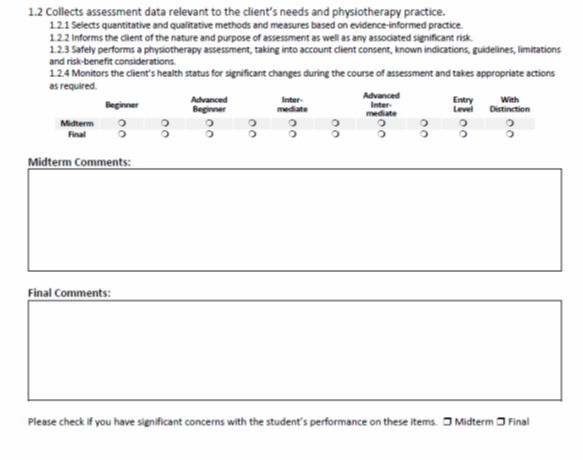 1.2 Collects assessment data relevant to the client's needs and physiotherapy practice.
1.2.1 Selects quantitative and qualitative methods and measures based on evidence-informed practice.
1.2.2 Informs the client of the nature and purpose of assessment as well as any associated significant risk.
1.2.3 Safely performs a physiotherapy assessment, taking into account client consent, known indications, guidelines, limitations
and risk-benefit considerations.
1.2.4 Monitors the client's health status for significant changes during the course of assessment and takes appropriate actions
as required.
Beginner
Advanced
Beginner
Inter-
mediate
Advanced
Inter-
mediate
Entry
Level
With
Distinction
Midterm
Final
Midterm Comments:
Final Comments:
Please check if you have significant concerns with the student's performance on these items. ❒ Midterm ❒ Final